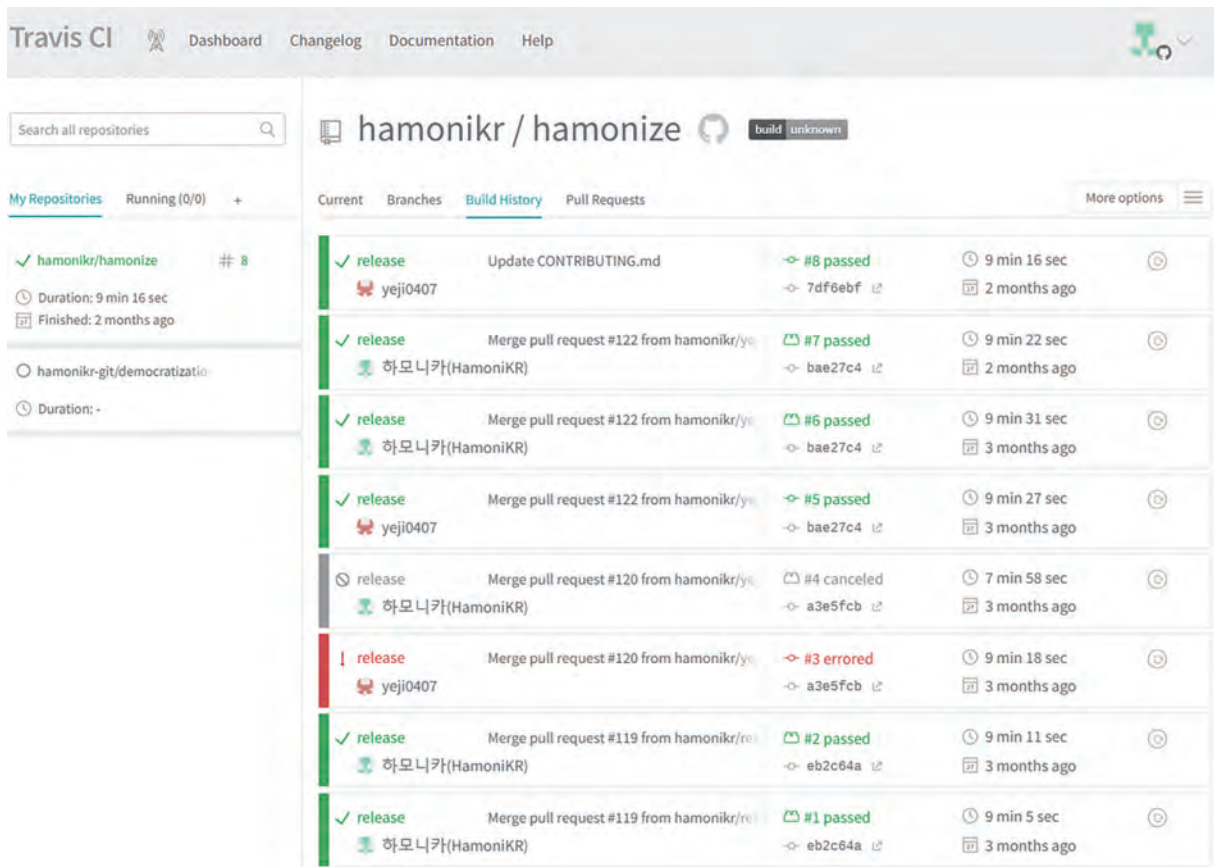 Travis CI Dashboard Changelog Documentation Help
Search all repositories
My Repositories Running (0/0) +
hamonikr/hamonize # 8
Duration: 9 min 16 sec
Finished: 2 months ago
hamonikr-git/democratizatio
Duration: -
hamonikr / hamonize build unknown
Current Branches Build History Pull Requests More options
release Update CONTRIBUTING.md #8 passed 9 min 16 sec
yeji0407 7df6ebf 2 months ago
release Merge pull request #122 from hamonikr/ye #7 passed 9 min 22 sec
하모니카(HamoniKR) bae27c4 2 months ago
release Merge pull request #122 from hamonikr/ye #6 passed 9 min 31 sec
하모니카(HamoniKR) bae27c4 3 months ago
release Merge pull request #122 from hamonikr/ye #5 passed 9 min 27 sec
yeji0407 bae27c4 3 months ago
release Merge pull request #120 from hamonikr/ye #4 canceled 7 min 58 sec
하모니카(HamoniKR) a3e5fcb 3 months ago
release Merge pull request #120 from hamonikr/ye #3 errored 9 min 18 sec
yeji0407 a3e5fcb 3 months ago
release Merge pull request #119 from hamonikr/re #2 passed 9 min 11 sec
하모니카(HamoniKR) eb2c64a 3 months ago
release Merge pull request #119 from hamonikr/re #1 passed 9 min 5 sec
하모니카(HamoniKR) eb2c64a 3 months ago